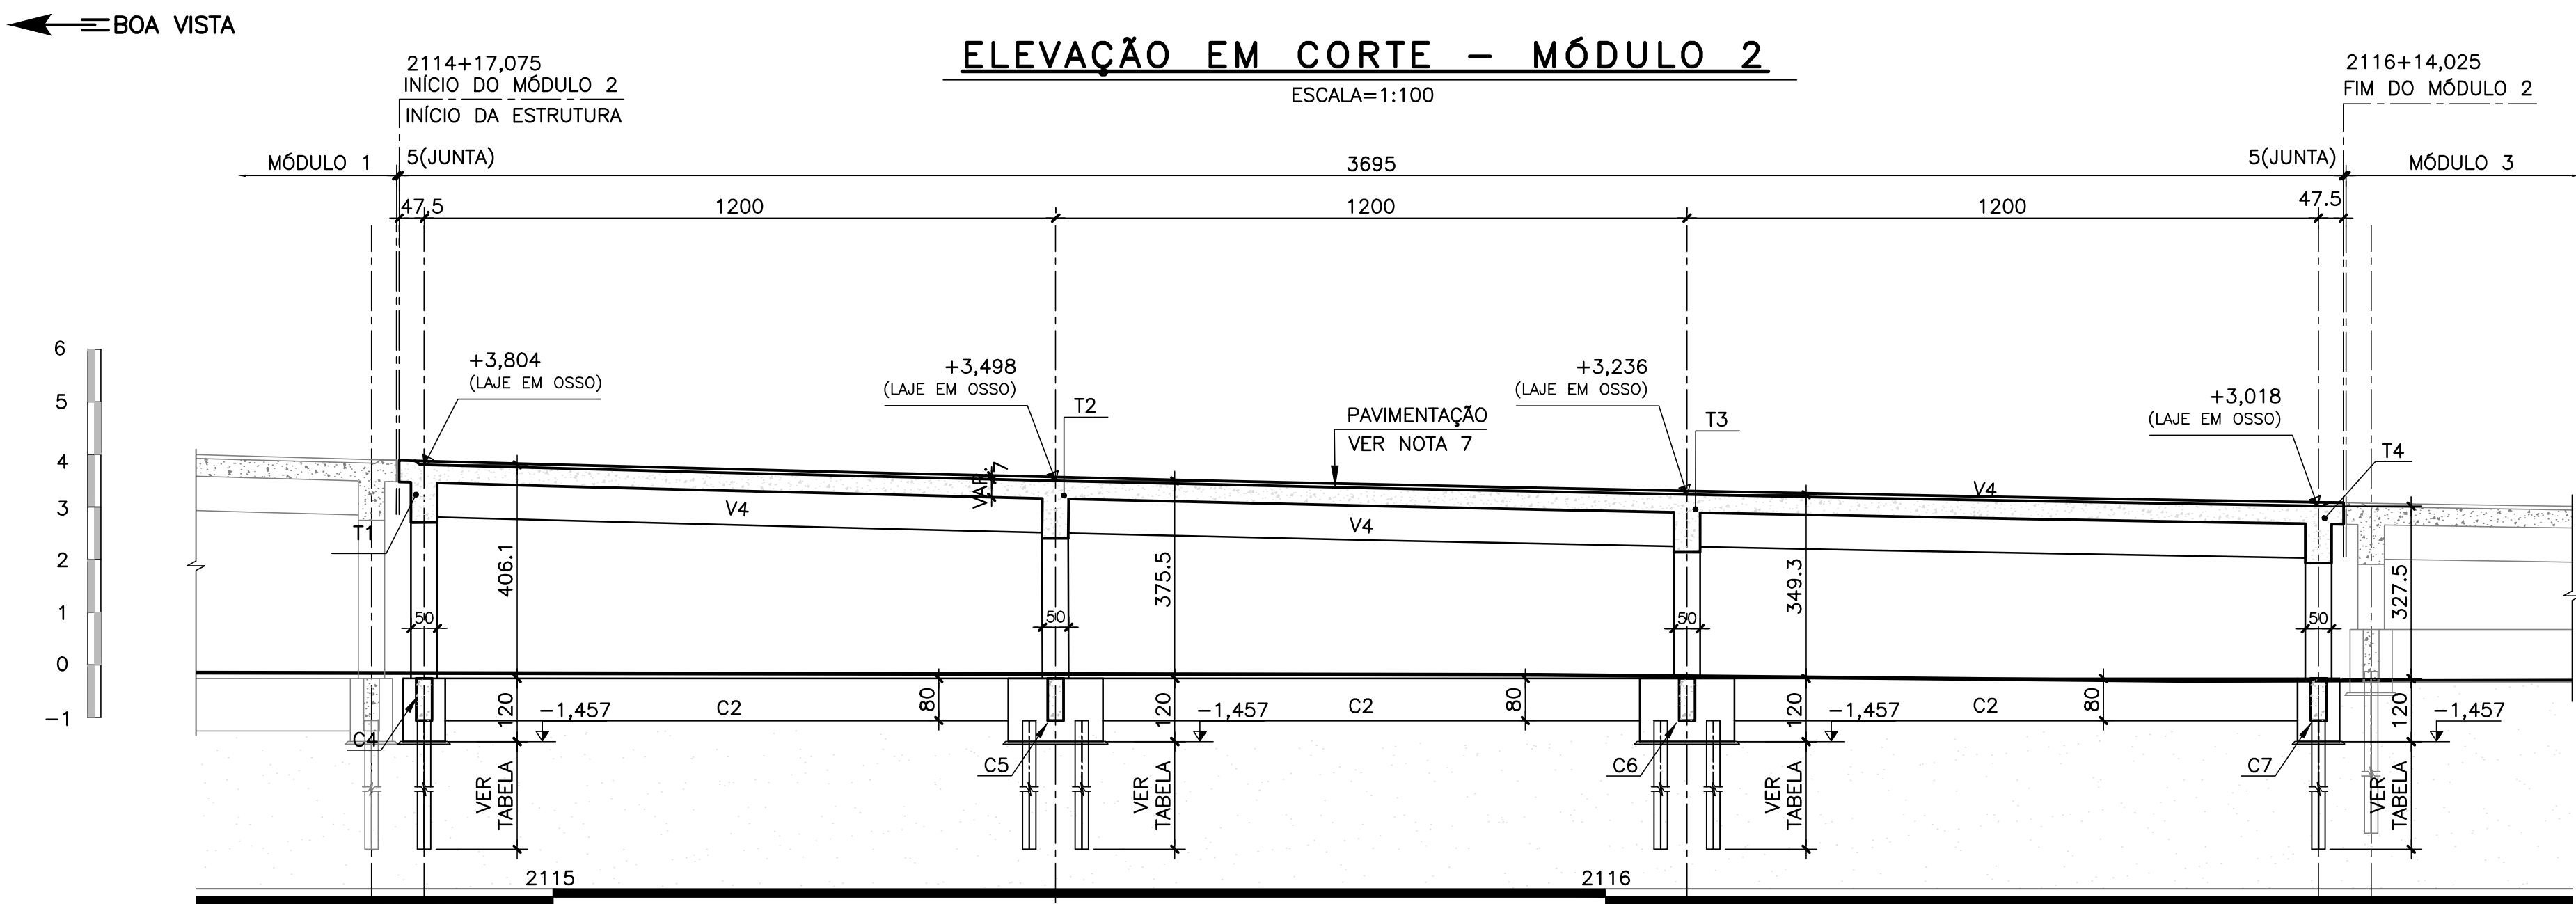 BOA VISTA
ELEVAÇÃO EM CORTE - MÓDULO 2
ESCALA=1:100
2114+17,075
INÍCIO DO MÓDULO 2
INÍCIO DA ESTRUTURA
2116+14,025
FIM DO MÓDULO 2
MÓDULO 1
5(JUNTA)
3695
5(JUNTA)
MÓDULO 3
47.5
1200
1200
1200
47.5
6
5
4
3
2
1
0
-1
+3,804
(LAJE EM OSSO)
+3,498
(LAJE EM OSSO)
+3,236
(LAJE EM OSSO)
+3,018
(LAJE EM OSSO)
T2
PAVIMENTAÇÃO
VER NOTA 7
T3
T4
T1
V4
VAR.
7
V4
V4
406.1
375.5
349.3
327.5
50
50
50
50
120
-1,457
C2
80
120
-1,457
C2
80
120
-1,457
C2
80
120
-1,457
C4
C5
C6
C7
VER
TABELA
VER
TABELA
VER
TABELA
VER
TABELA
2115
2116